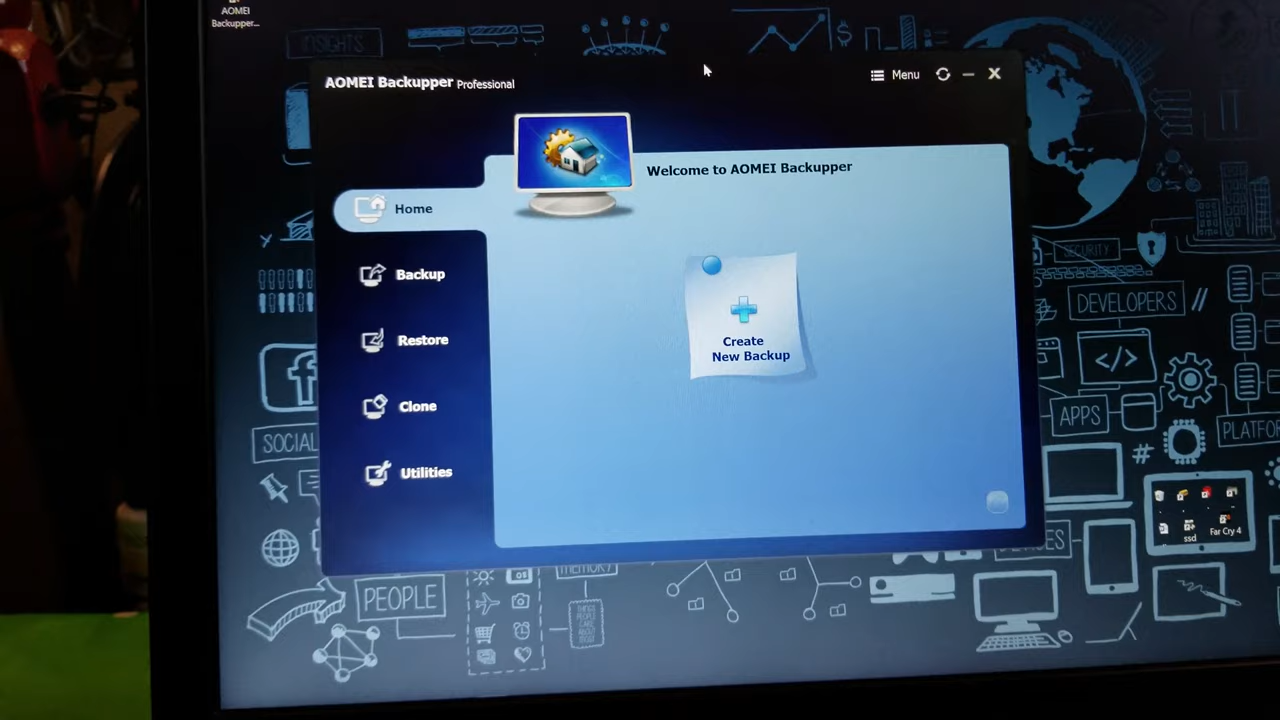 AOMEI
Backupper...
INSIGHTS
$
AOMEI Backupper Professional
Menu
Welcome to AOMEI Backupper
Home
Backup
Restore
Clone
Utilities
Create
New Backup
SECURITY
DEVELOPERS //
</>
APPS
PLATFOR
#
SOCIAL
ssd
Far Cry 4
PEOPLE
MEMORY